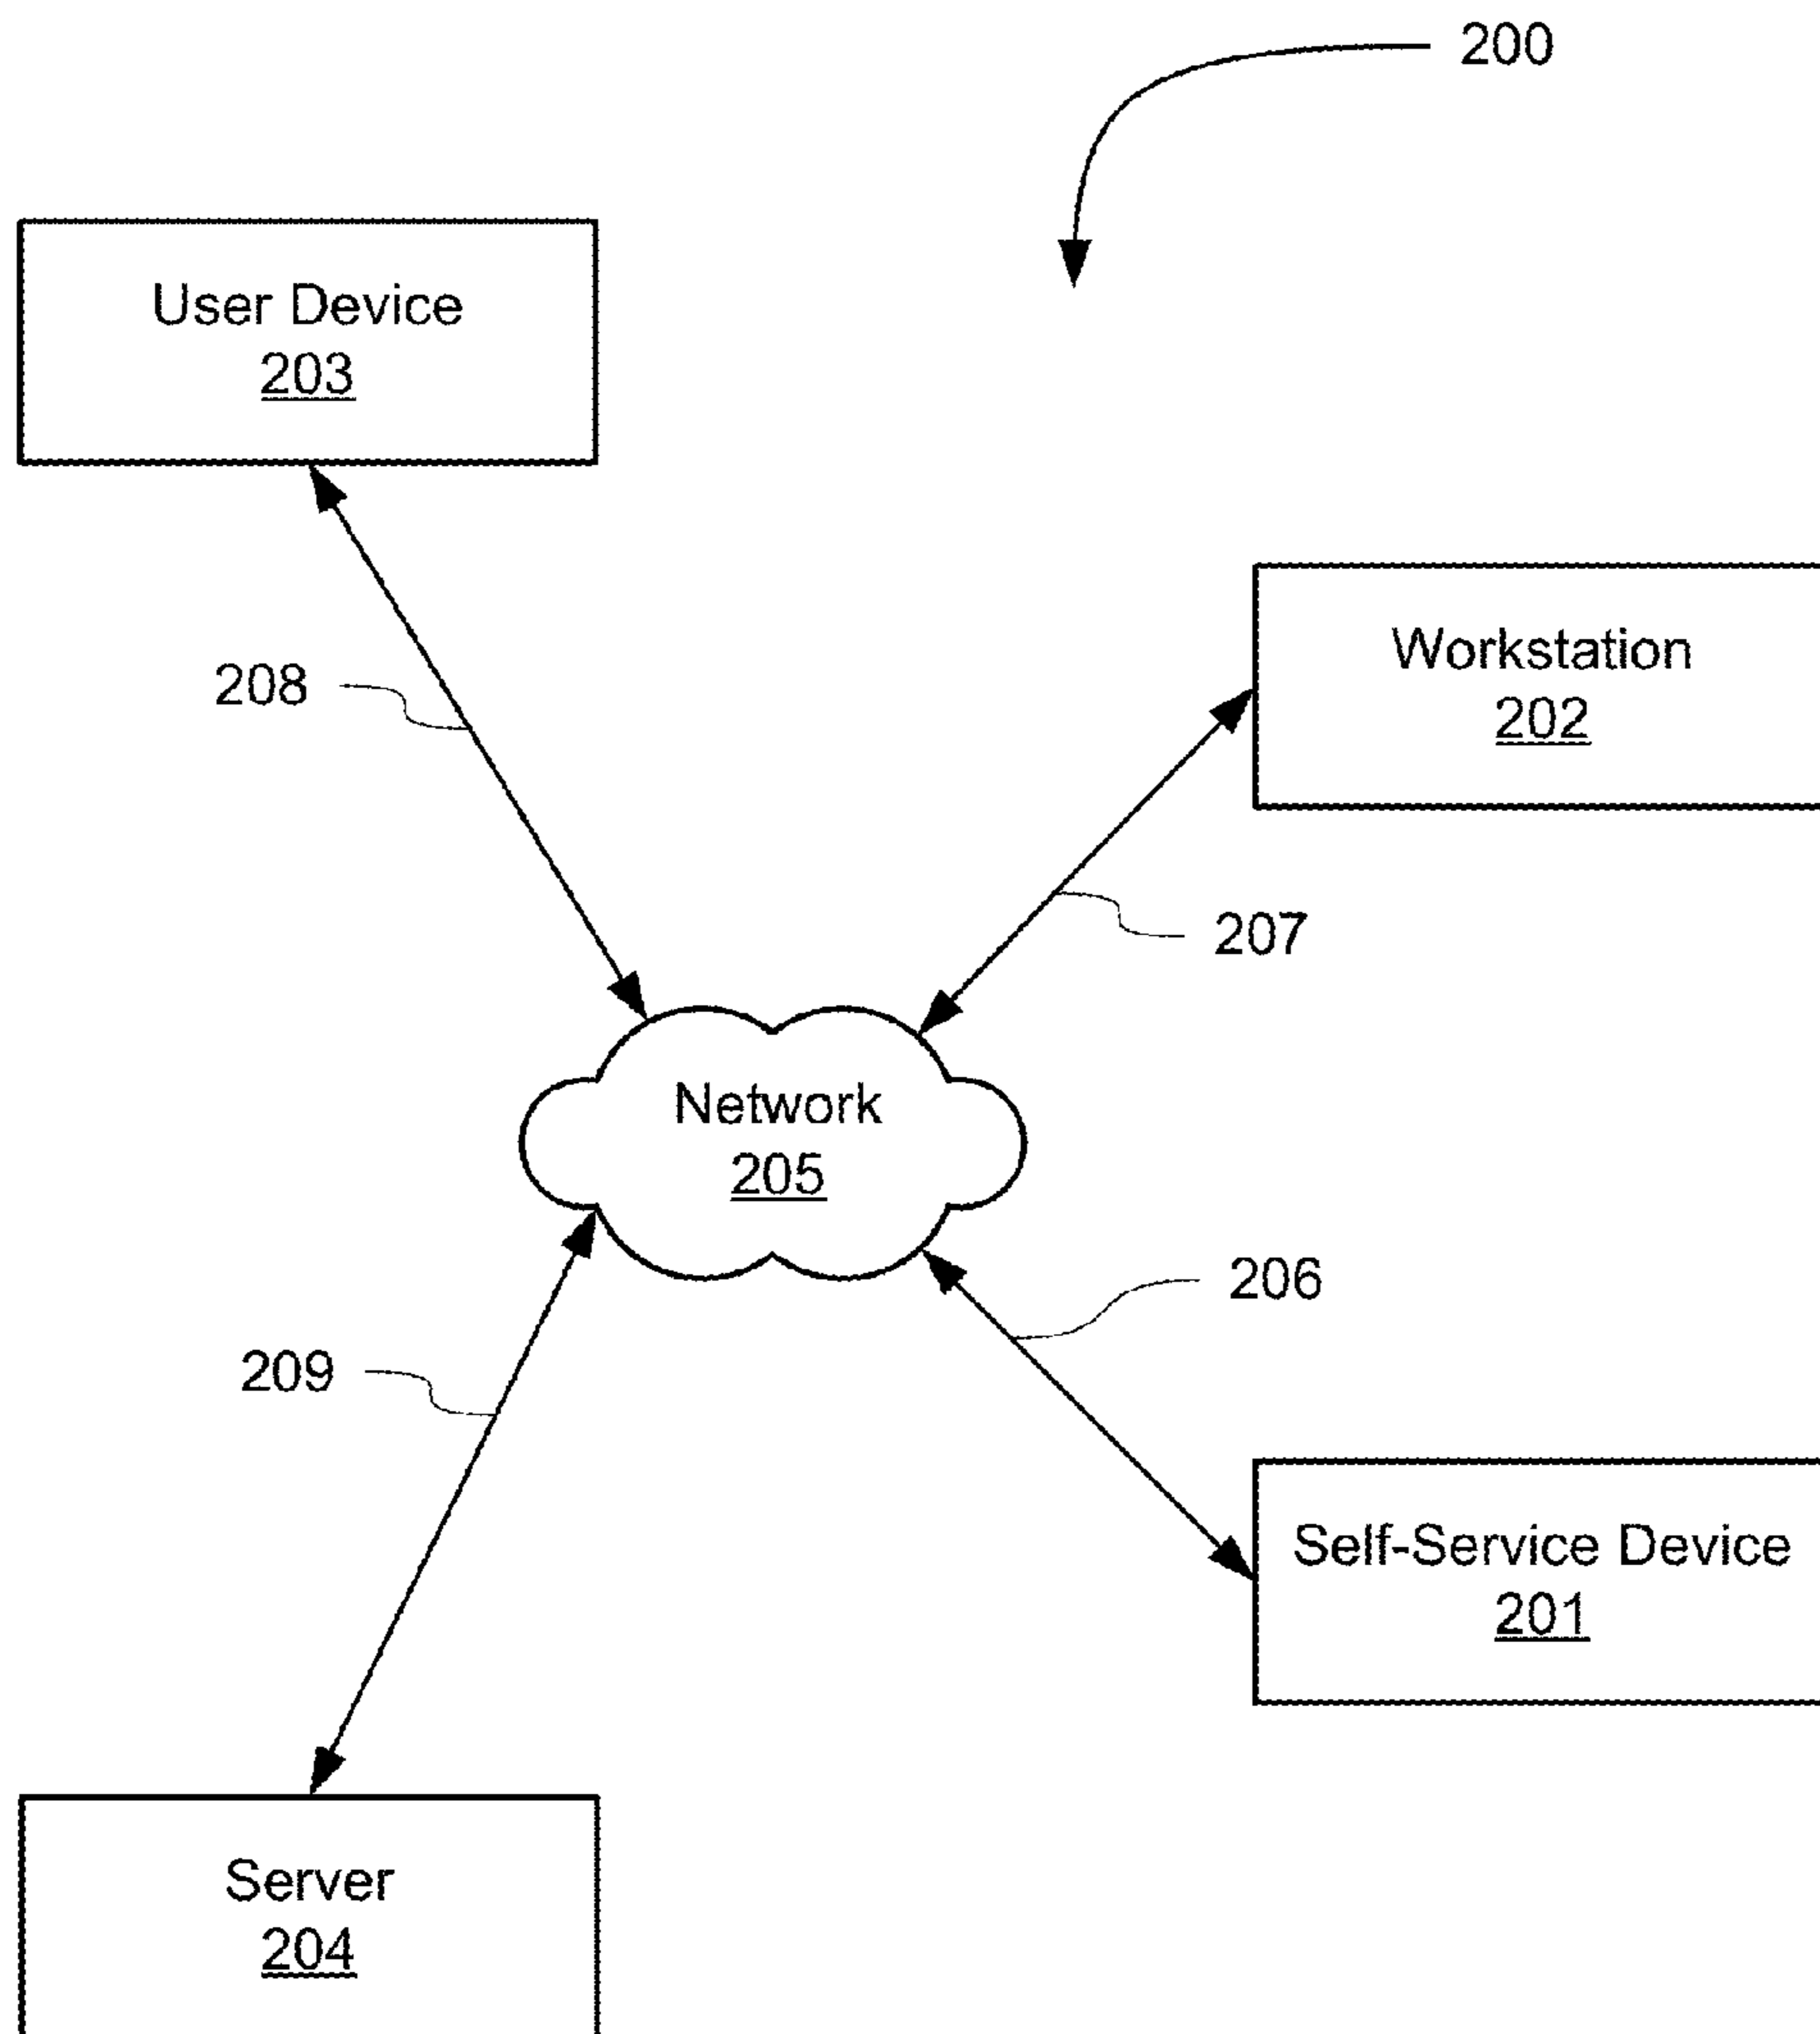 200
User Device
203
Workstation
202
208
207
Network
205
206
209
Self-Service Device
201
Server
204